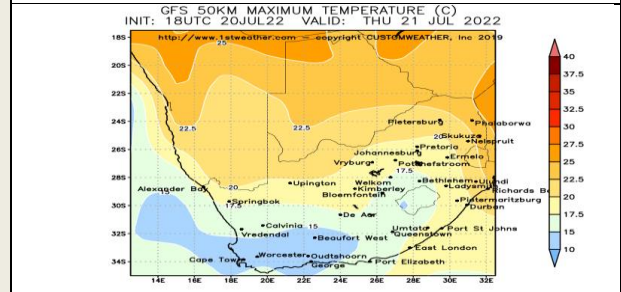 GFS 50KM MAXIMUM TEMPERATURE (C)
INIT: 18UTC 20JUL22 VALID: THU 21 JUL 2022
http://www.1stweather.com — copyright CUSTOMWEATHER, Inc 2019
18S
20S
22S
24S
26S
28S
30S
32S
34S
14E 16E 18E 20E 22E 24E 26E 28E 30E 32E
25
22.5
22.5
20
20
17.5
17.5
15
Pietersburg
Phalaborwa
Skukuza
Nelspruit
Pretoria
Johannesburg
Ermelo
Vryburg
Potchefstroom
Welkom
Bethlehem
Ulundi
Alexander Bay
Upington
Kimberley
Ladysmith
Richards Ba
Bloemfontein
Springbok
Pietermaritzburg
Durban
De Aar
Calvinia
Vredendal
Umtata
Port St Johns
Beaufort West
Queenstown
East London
Cape Town
Worcester
Oudtshoorn
George
Port Elizabeth
40
37.5
35
32.5
30
27.5
25
22.5
20
17.5
15
10